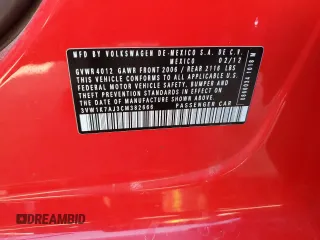 MFD. BY VOLKSWAGEN DE-MEXICO S.A. DE C.V.
MEXICO 02/12
GVWR 4012 GAWR FRONT 2006 / REAR 2116 LBS
THIS VEHICLE CONFORMS TO ALL APPLICABLE
FEDERAL MOTOR VEHICLE SAFETY, BUMPER, AND
THEFT PREVENTION STANDARDS IN EFFECT ON
THE DATE OF MANUFACTURE SHOWN ABOVE.
3VW1K7AJ3CM382666 PASSENGER CAR
DREAMBID